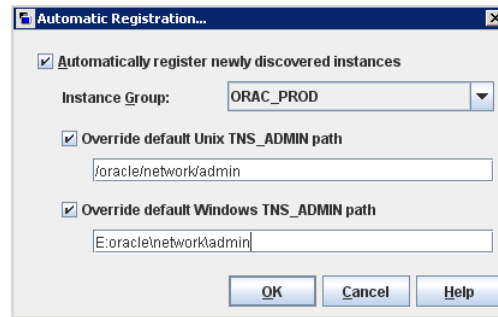 Automatic Registration...
Automatically register newly discovered instances
Instance Group: ORAC_PROD
Override default Unix TNS_ADMIN path
/oracle/network/admin
Override default Windows TNS_ADMIN path
E:oracle\network\admin
OK Cancel Help